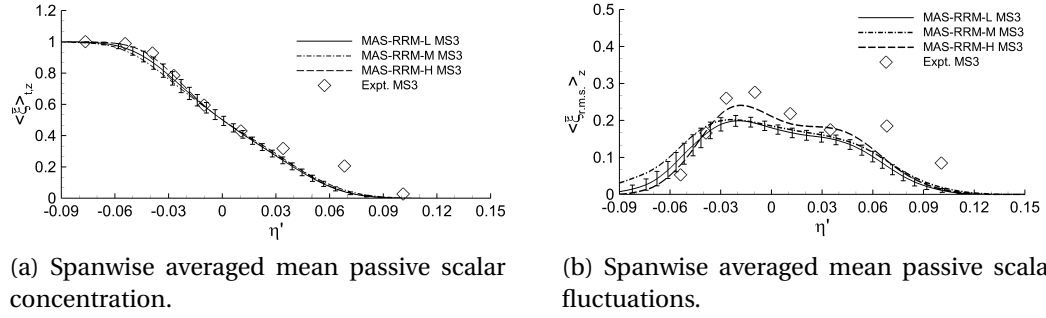 1.2
1
0.8
0.6
0.4
0.2
0
<ξ̅>t,z
-0.09 -0.06 -0.03 0 0.03 0.06 0.09 0.12 0.15
η'
MAS-RRM-L MS3
MAS-RRM-M MS3
MAS-RRM-H MS3
Expt. MS3
(a) Spanwise averaged mean passive scalar
concentration.
0.5
0.4
0.3
0.2
0.1
0
<ξ̅r.m.s.>z
-0.09 -0.06 -0.03 0 0.03 0.06 0.09 0.12 0.15
η'
MAS-RRM-L MS3
MAS-RRM-M MS3
MAS-RRM-H MS3
Expt. MS3
(b) Spanwise averaged mean passive scala
fluctuations.